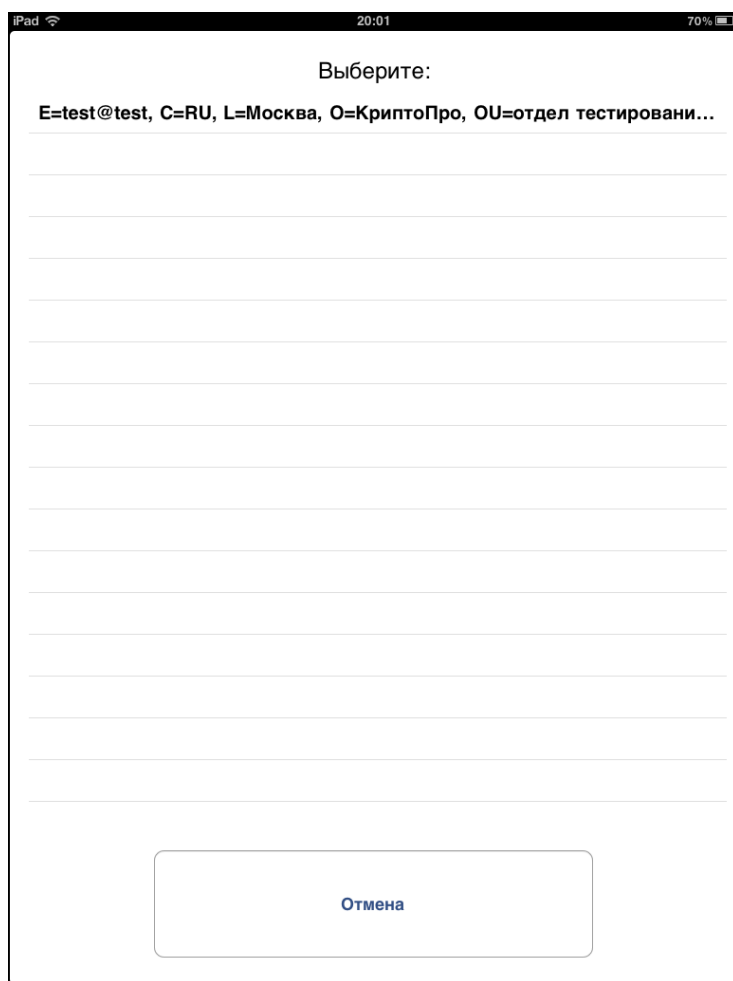 iPad
20:01
70%
Выберите:
E=test@test, C=RU, L=Москва, O=КриптоПро, OU=отдел тестировани...
Отмена